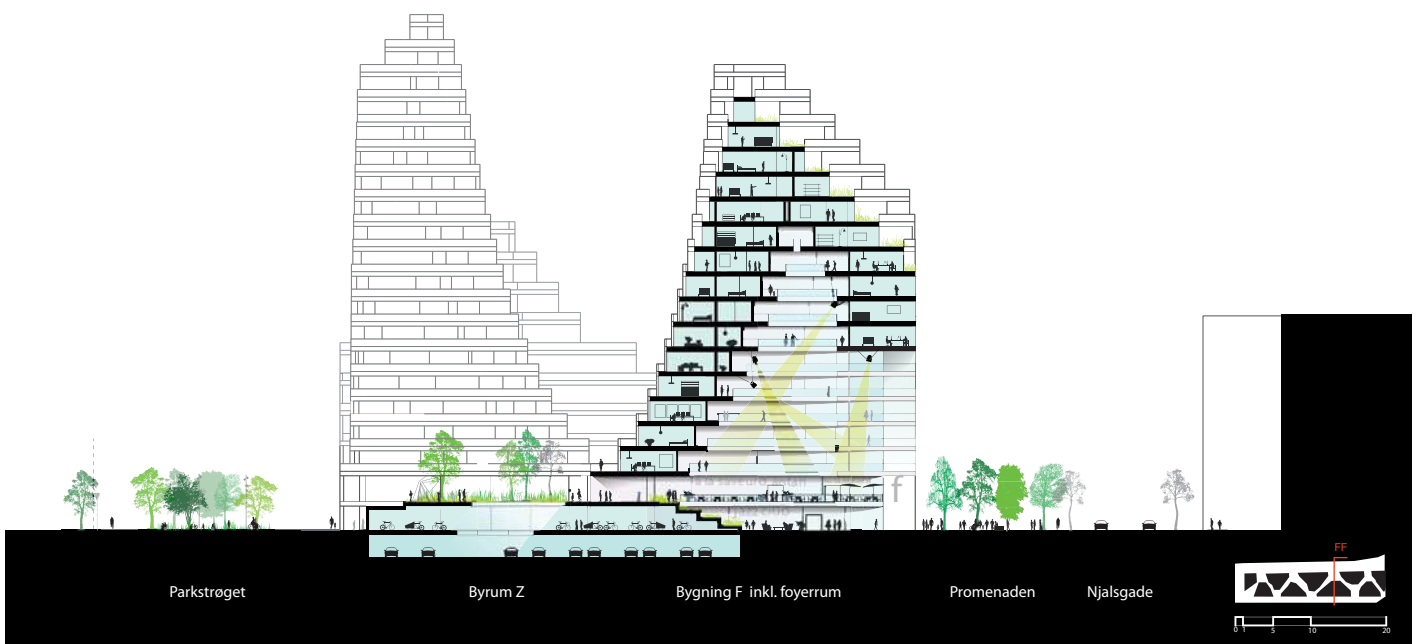 f
Parkstrøget
Byrum Z
Bygning F inkl. foyerrum
Promenaden
Njalsgade
FF
0 1 5 10 20